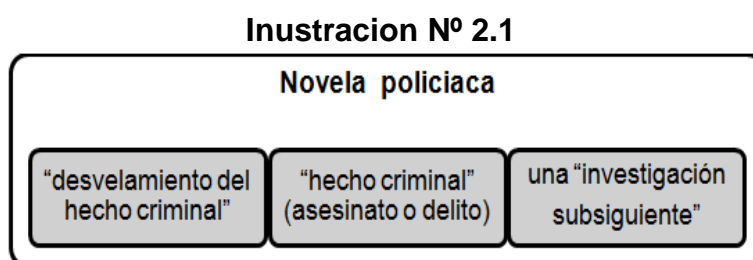 Inustracion Nº 2.1
Novela policiaca
“desvelamiento del
hecho criminal”
“hecho criminal”
(asesinato o delito)
una “investigación
subsiguiente”